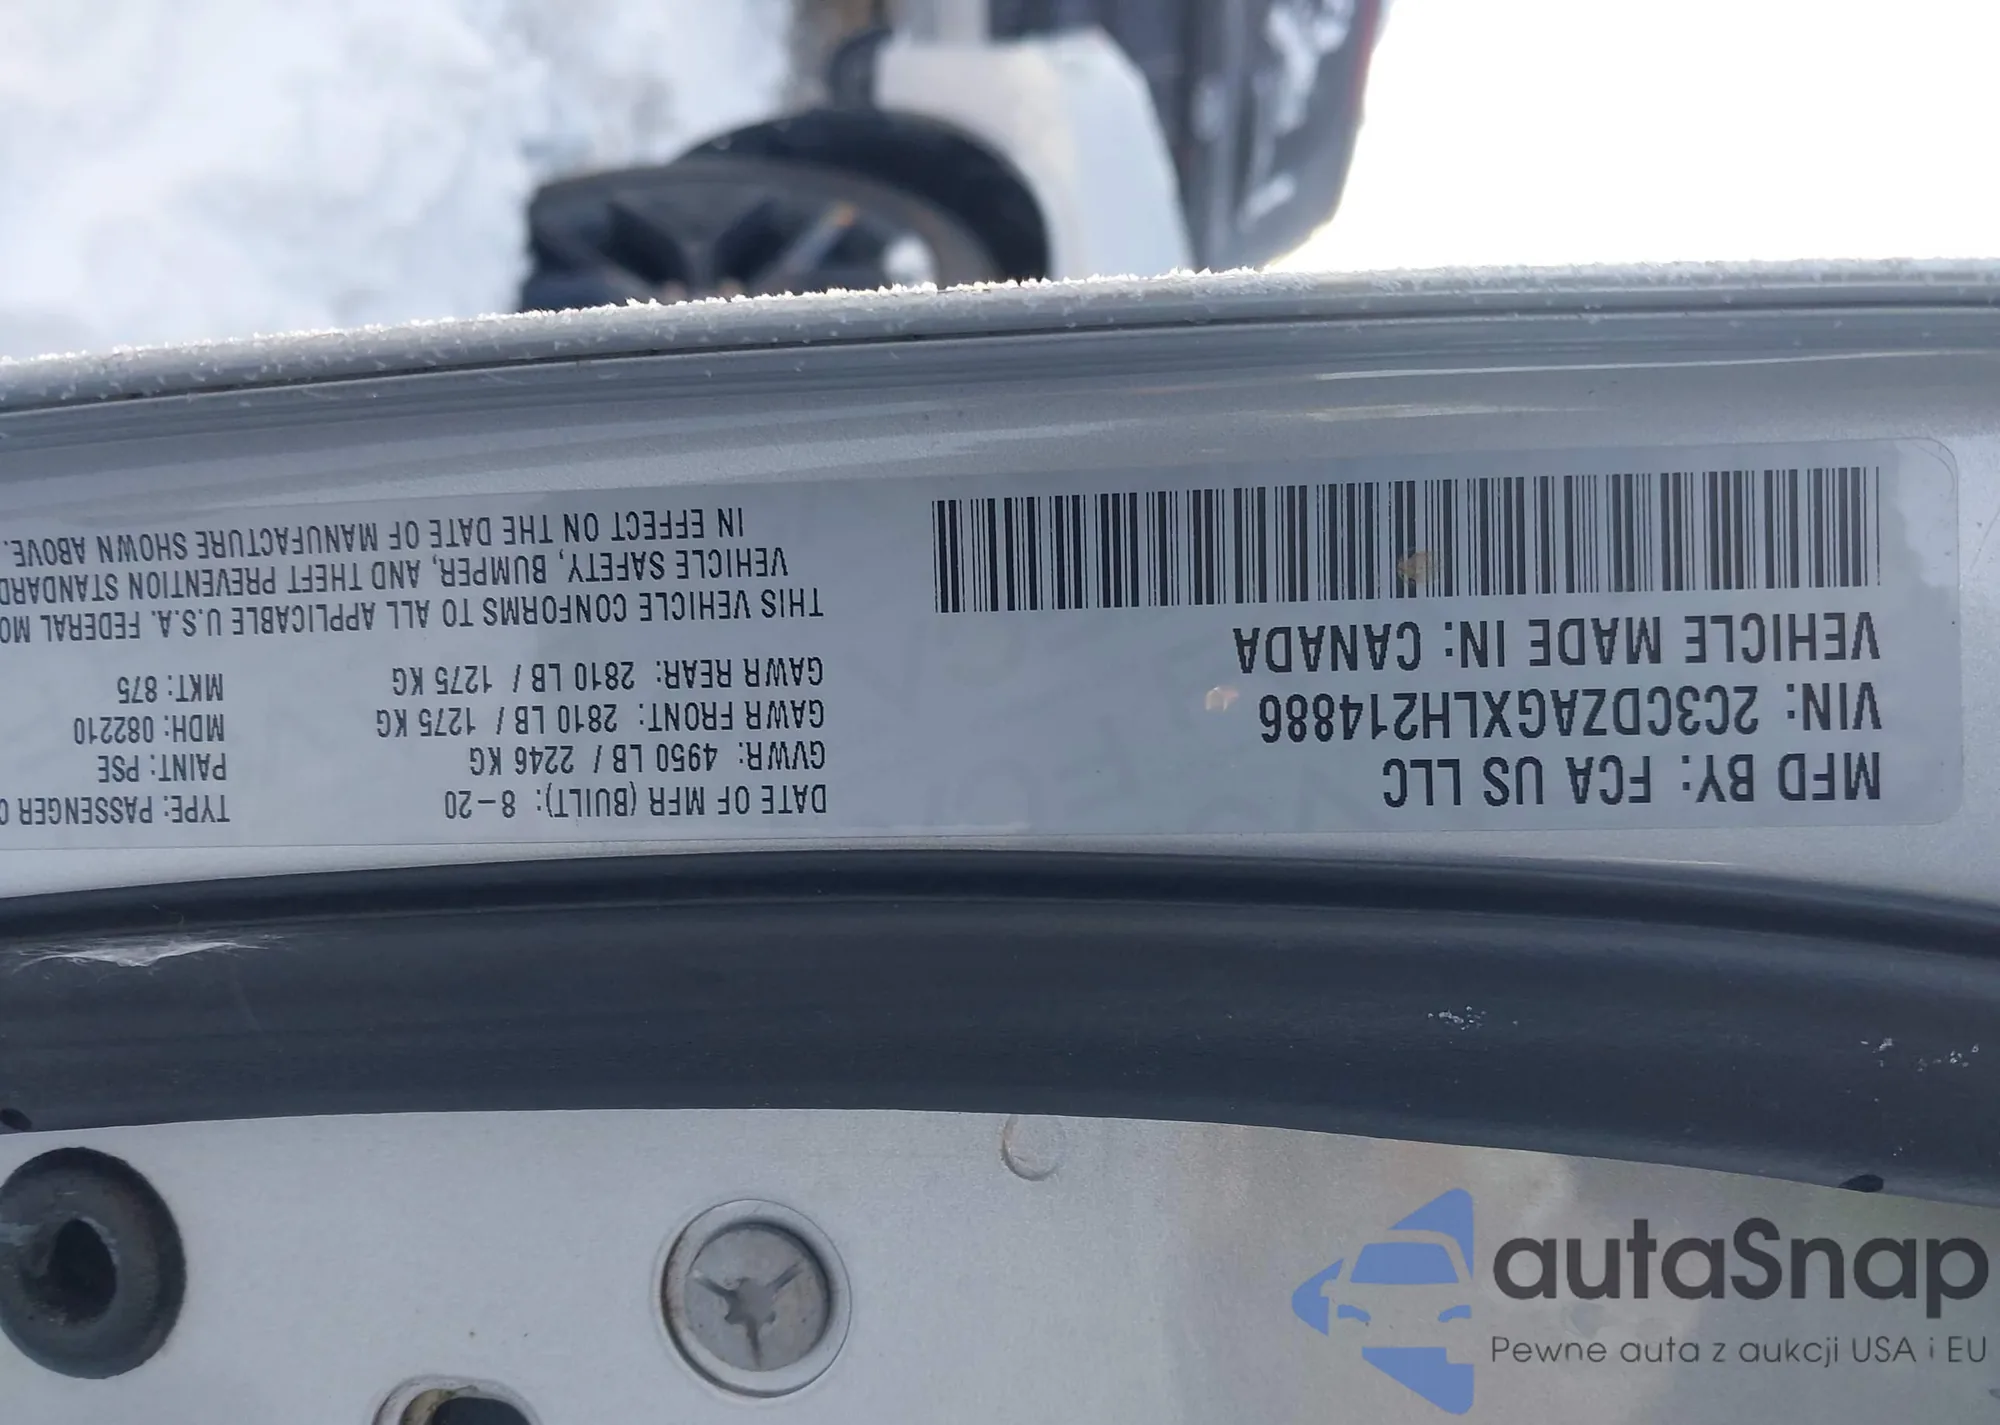 MFD BY: FCA US LLC
VIN: 2C3CDZAGXLH214886
VEHICLE MADE IN: CANADA
DATE OF MFR (BUILT): 8-20
GVWR: 4950 LB / 2246 KG
GAWR FRONT: 2810 LB / 1275 KG
GAWR REAR: 2810 LB / 1275 KG
TYPE: PASSENGER
PAINT: PSE
MDH: 082210
MKT: 875
THIS VEHICLE CONFORMS TO ALL APPLICABLE U.S.A. FEDERAL
VEHICLE SAFETY, BUMPER, AND THEFT PREVENTION STANDARD
IN EFFECT ON THE DATE OF MANUFACTURE SHOWN ABOVE.
autaSnap
Pewne auta z aukcji USA i EU